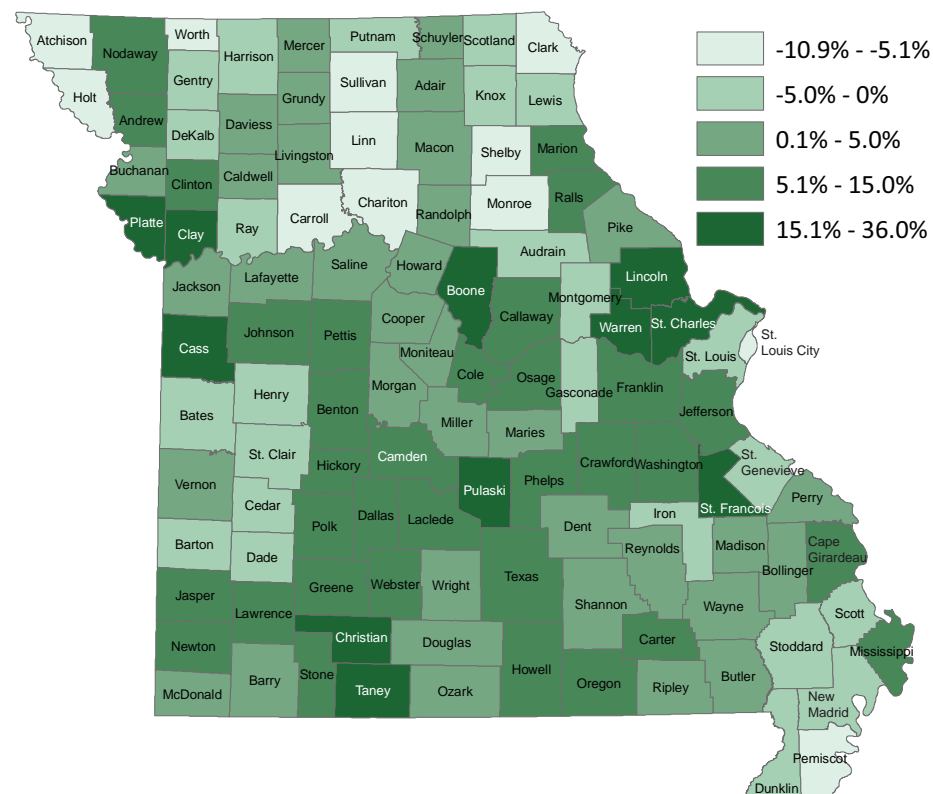 Atchison
Nodaway
Worth
Harrison
Mercer
Putnam
Schuyler
Scotland
Clark
-10.9% - -5.1%
Holt
Gentry
Sullivan
Adair
Knox
Lewis
-5.0% - 0%
Andrew
DeKalb
Daviess
Grundy
Linn
Macon
Shelby
Marion
0.1% - 5.0%
Buchanan
Clinton
Caldwell
Livingston
5.1% - 15.0%
Platte
Clay
Ray
Carroll
Chariton
Randolph
Monroe
Ralls
Pike
15.1% - 36.0%
Jackson
Lafayette
Saline
Howard
Boone
Audrain
Lincoln
Cass
Johnson
Pettis
Cooper
Moniteau
Callaway
Montgomery
Warren
St. Charles
St. Louis
St.
Louis City
Bates
Henry
Benton
Morgan
Cole
Osage
Gasconade
Franklin
Jefferson
Vernon
St. Clair
Hickory
Camden
Miller
Maries
Crawford
Washington
St.
Genevieve
Cedar
Pulaski
Phelps
St. Francois
Perry
Barton
Dade
Polk
Dallas
Laclede
Dent
Iron
Reynolds
Madison
Bollinger
Cape
Girardeau
Jasper
Lawrence
Greene
Webster
Wright
Texas
Shannon
Wayne
Scott
Newton
Christian
Douglas
Carter
Stoddard
Mississippi
McDonald
Barry
Stone
Taney
Ozark
Howell
Oregon
Ripley
Butler
New
Madrid
Pemiscot
Dunklin